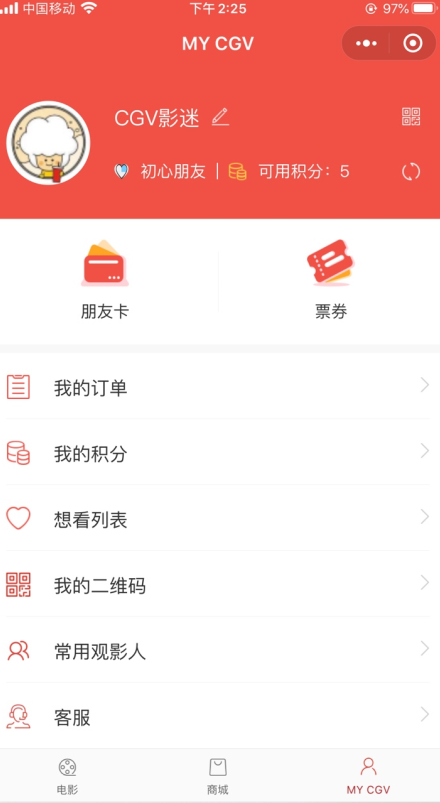 中国移动 下午2:25 97%
MY CGV
CGV影迷
初心朋友 | 可用积分：5
朋友卡 票券
我的订单
我的积分
想看列表
我的二维码
常用观影人
客服
电影 商城 MY CGV